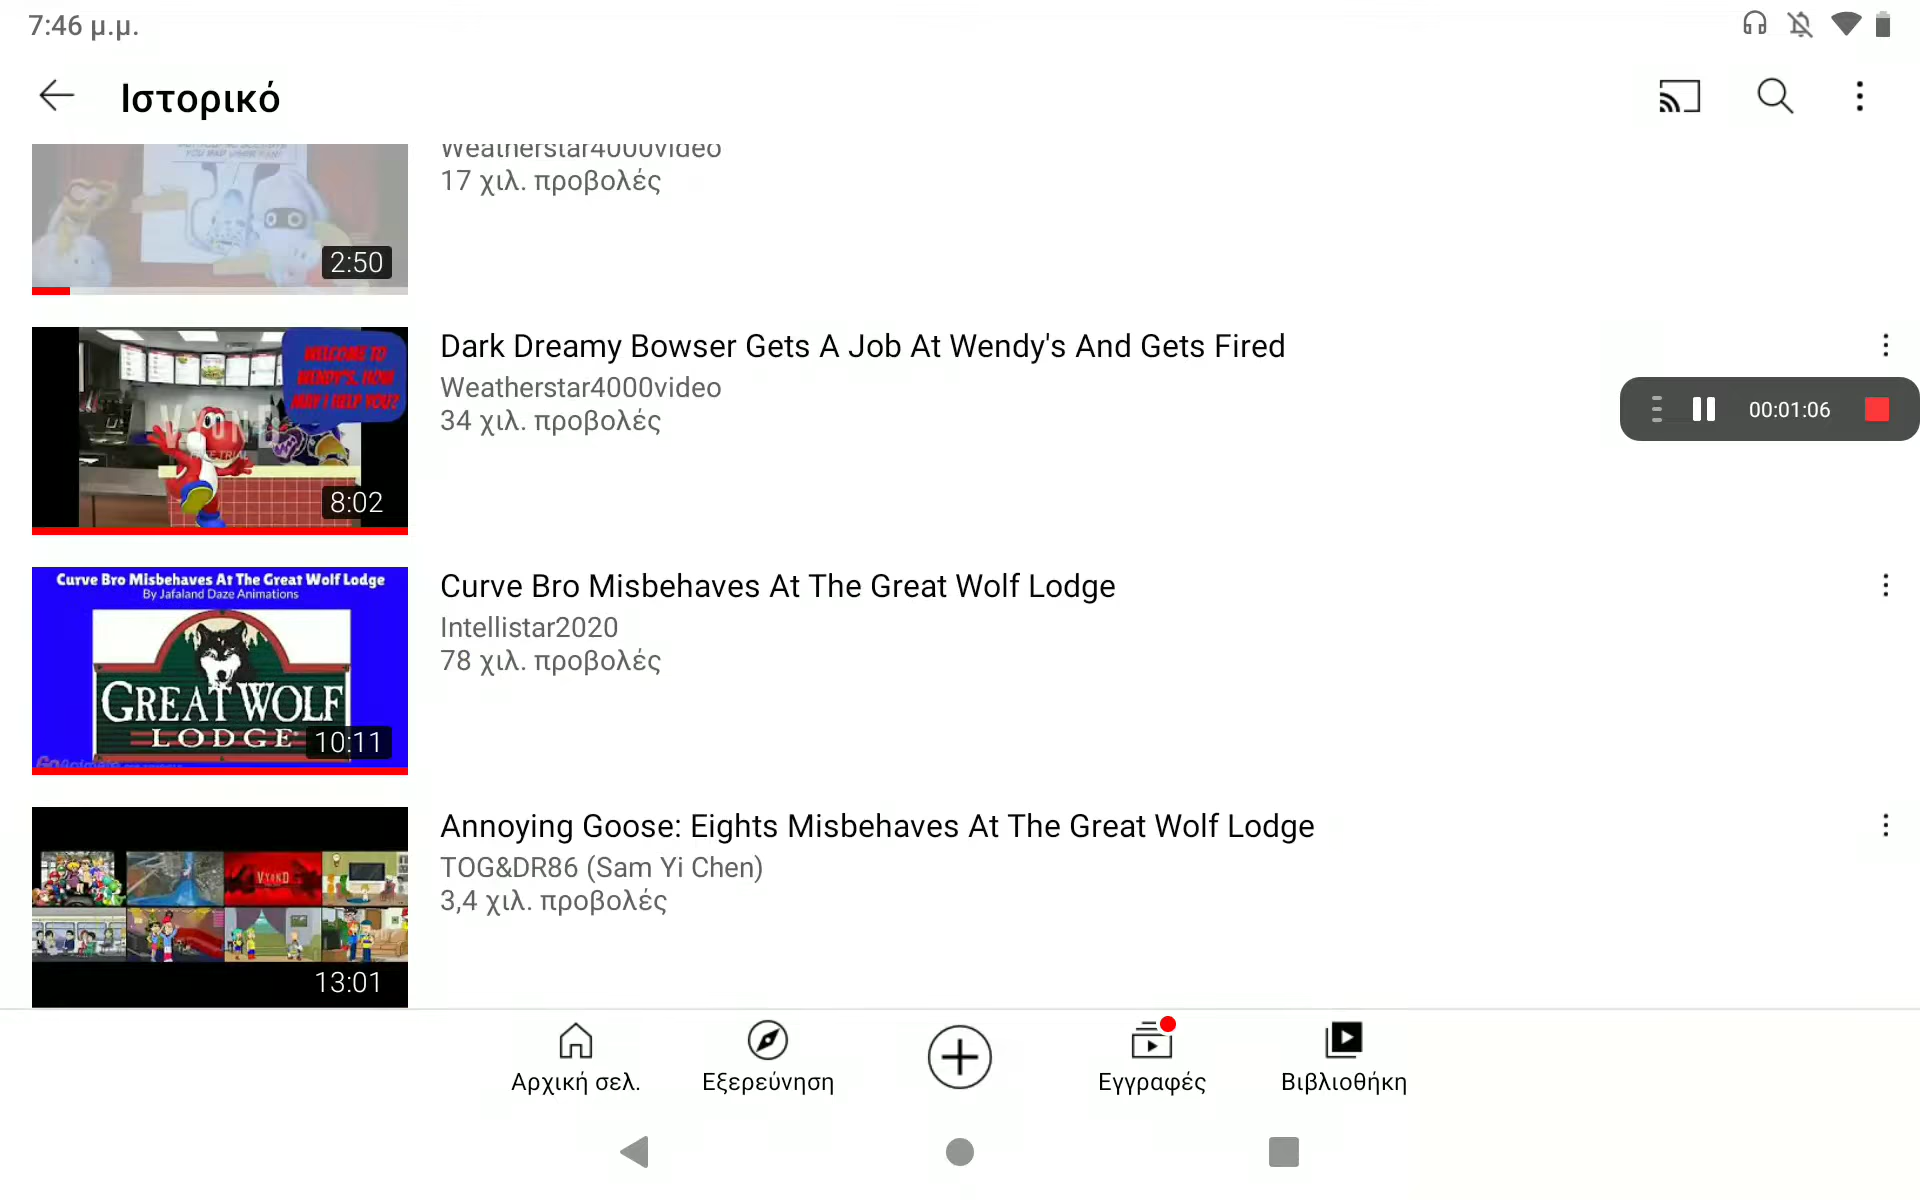 7:46 μ.μ.
Ιστορικό
Weatherstar4000video
17 χιλ. προβολές
2:50
Dark Dreamy Bowser Gets A Job At Wendy's And Gets Fired
WELCOME TO
WENDY'S. HOW
MAY I HELP YOU?
Weatherstar4000video
34 χιλ. προβολές
VYOND
FREE TRIAL
8:02
00:01:06
Curve Bro Misbehaves At The Great Wolf Lodge
By Jafaland Daze Animations
GREAT WOLF
LODGE
10:11
Curve Bro Misbehaves At The Great Wolf Lodge
Intellistar2020
78 χιλ. προβολές
Annoying Goose: Eights Misbehaves At The Great Wolf Lodge
TOG&DR86 (Sam Yi Chen)
3,4 χιλ. προβολές
VYOND
13:01
Αρχική σελ.
Εξερεύνηση
Εγγραφές
Βιβλιοθήκη